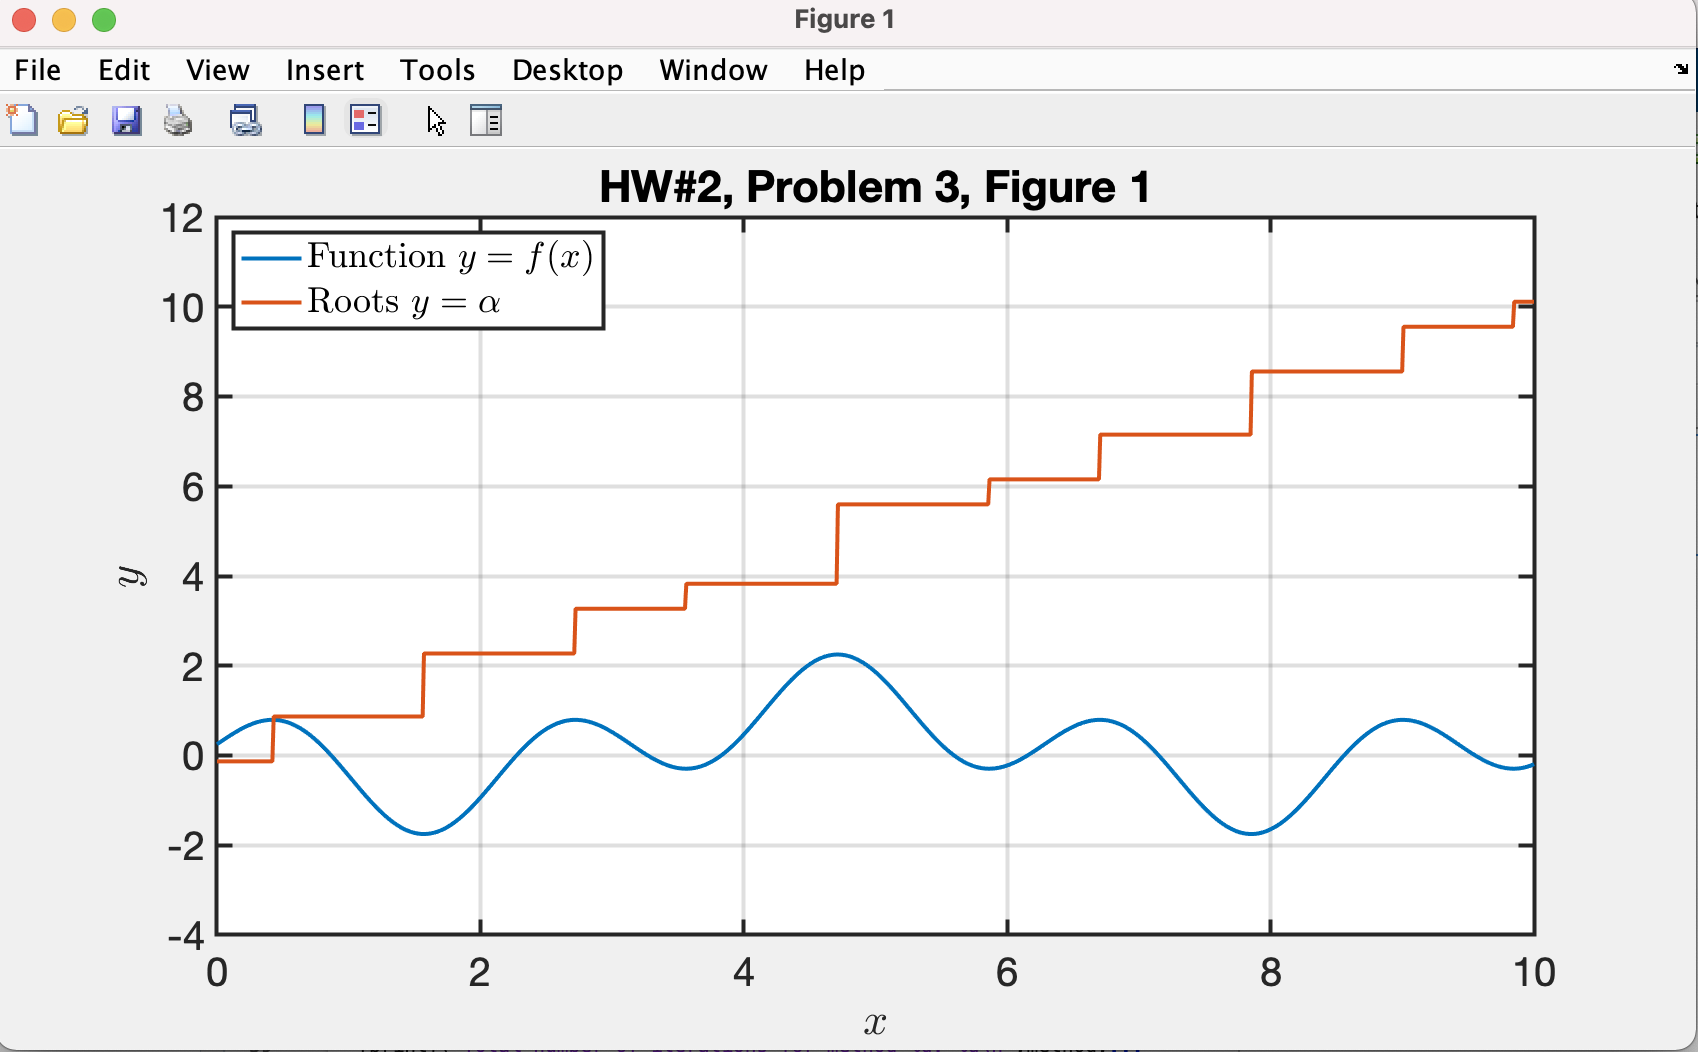 Figure 1
File Edit View Insert Tools Desktop Window Help
HW#2, Problem 3, Figure 1
Function y = f(x)
Roots y = α
12
10
8
6
4
2
0
-2
-4
y
0 2 4 6 8 10
x